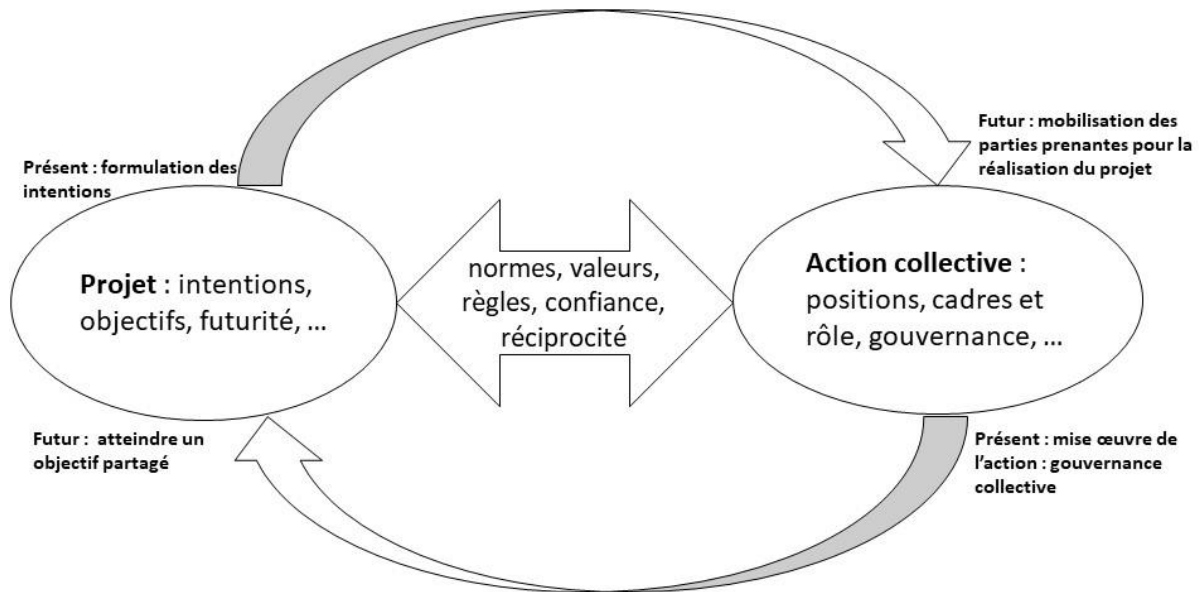 Présent : formulation des
intentions
Futur : mobilisation des
parties prenantes pour la
réalisation du projet
Projet : intentions,
objectifs, futurité, ...
normes, valeurs,
règles, confiance,
réciprocité
Action collective :
positions, cadres et
rôle, gouvernance, ...
Futur : atteindre un
objectif partagé
Présent : mise œuvre de
l'action : gouvernance
collective